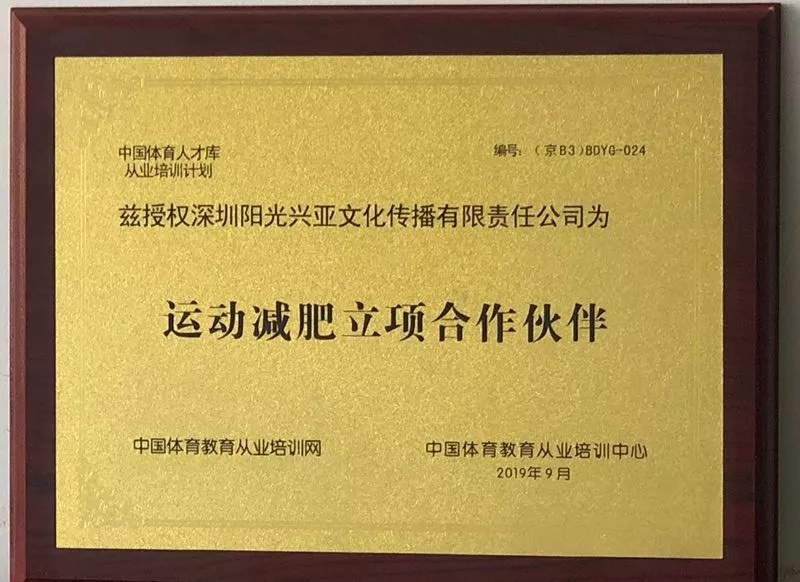 中国体育人才库
从业培训计划
编号:（京B3)BDYG-024
兹授权深圳阳光兴亚文化传播有限责任公司为
运动减肥立项合作伙伴
中国体育教育从业培训网
中国体育教育从业培训中心
2019年9月